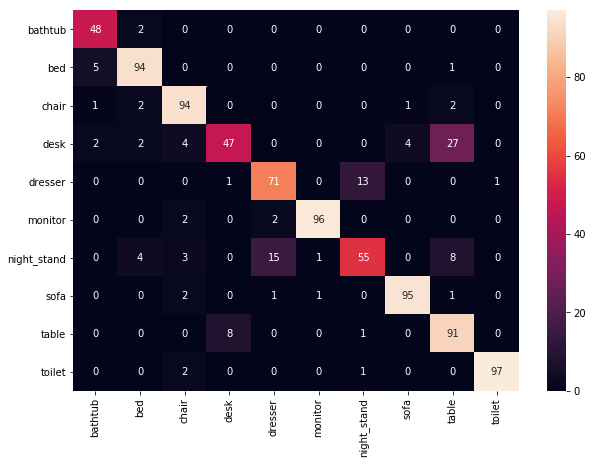 bathtub 48 2 0 0 0 0 0 0 0 0
bed 5 94 0 0 0 0 0 0 1 0
chair 1 2 94 0 0 0 0 1 2 0
desk 2 2 4 47 0 0 0 4 27 0
dresser 0 0 0 1 71 0 13 0 0 1
monitor 0 0 2 0 2 96 0 0 0 0
night_stand 0 4 3 0 15 1 55 0 8 0
sofa 0 0 2 0 1 1 0 95 1 0
table 0 0 0 8 0 0 1 0 91 0
toilet 0 0 2 0 0 0 1 0 0 97
bathtub bed chair desk dresser monitor night_stand sofa table toilet
80
60
40
20
0